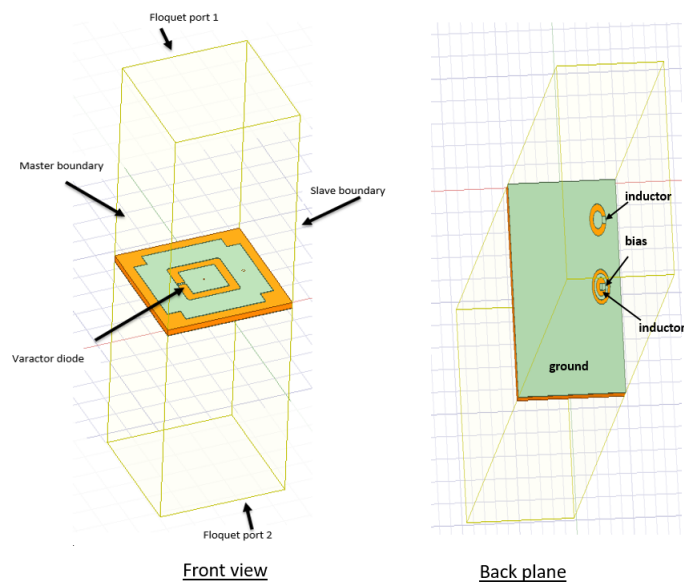 Floquet port 1
Master boundary
Slave boundary
Varactor diode
Floquet port 2
Front view
inductor
bias
inductor
ground
Back plane